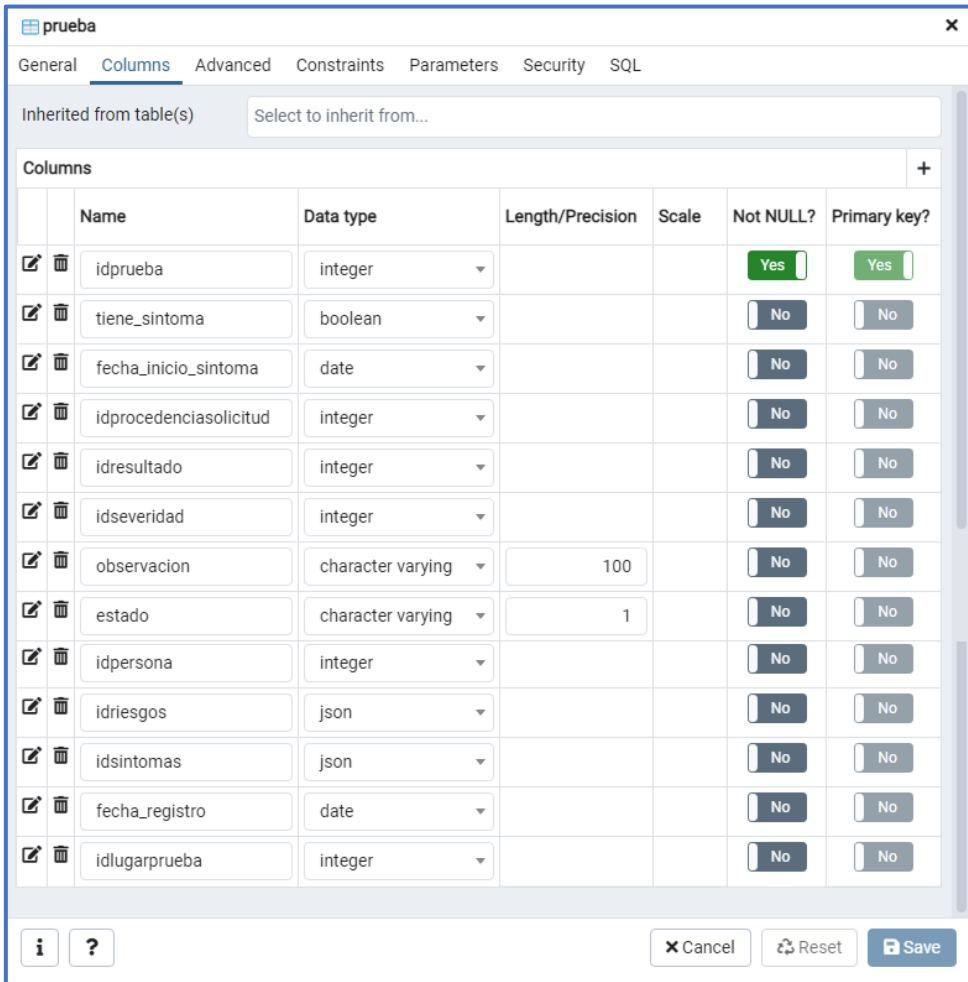 prueba
General Columns Advanced Constraints Parameters Security SQL
Inherited from table(s) Select to inherit from...
Columns
Name Data type Length/Precision Scale Not NULL? Primary key?
idprueba integer Yes Yes
tiene_sintoma boolean No No
fecha_inicio_sintoma date No No
idprocedenciasolicitud integer No No
idresultado integer No No
idseveridad integer No No
observacion character varying 100 No No
estado character varying 1 No No
idpersona integer No No
idriesgos json No No
idsintomas json No No
fecha_registro date No No
idlugarprueba integer No No
i ? Cancel Reset Save